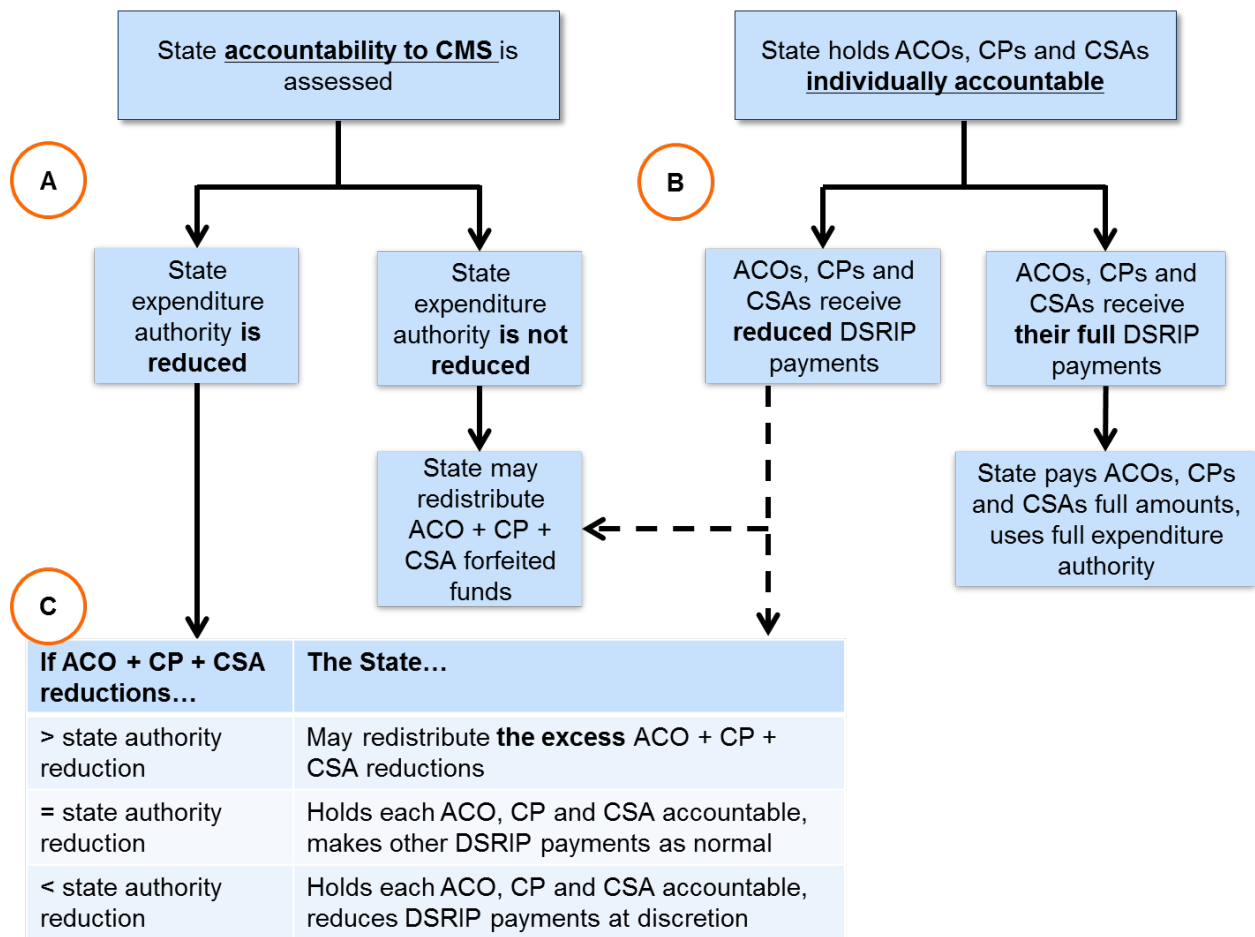 State accountability to CMS is
assessed
State holds ACOs, CPs and CSAs
individually accountable
A
B
State
expenditure
authority is
reduced
State
expenditure
authority is not
reduced
ACOs, CPs and
CSAs receive
reduced DSRIP
payments
ACOs, CPs and
CSAs receive
their full DSRIP
payments
State may
redistribute
ACO + CP +
CSA forfeited
funds
State pays ACOs, CPs
and CSAs full amounts,
uses full expenditure
authority
C
If ACO + CP + CSA
reductions…
The State…
> state authority
reduction
May redistribute the excess ACO + CP +
CSA reductions
= state authority
reduction
Holds each ACO, CP and CSA accountable,
makes other DSRIP payments as normal
< state authority
reduction
Holds each ACO, CP and CSA accountable,
reduces DSRIP payments at discretion